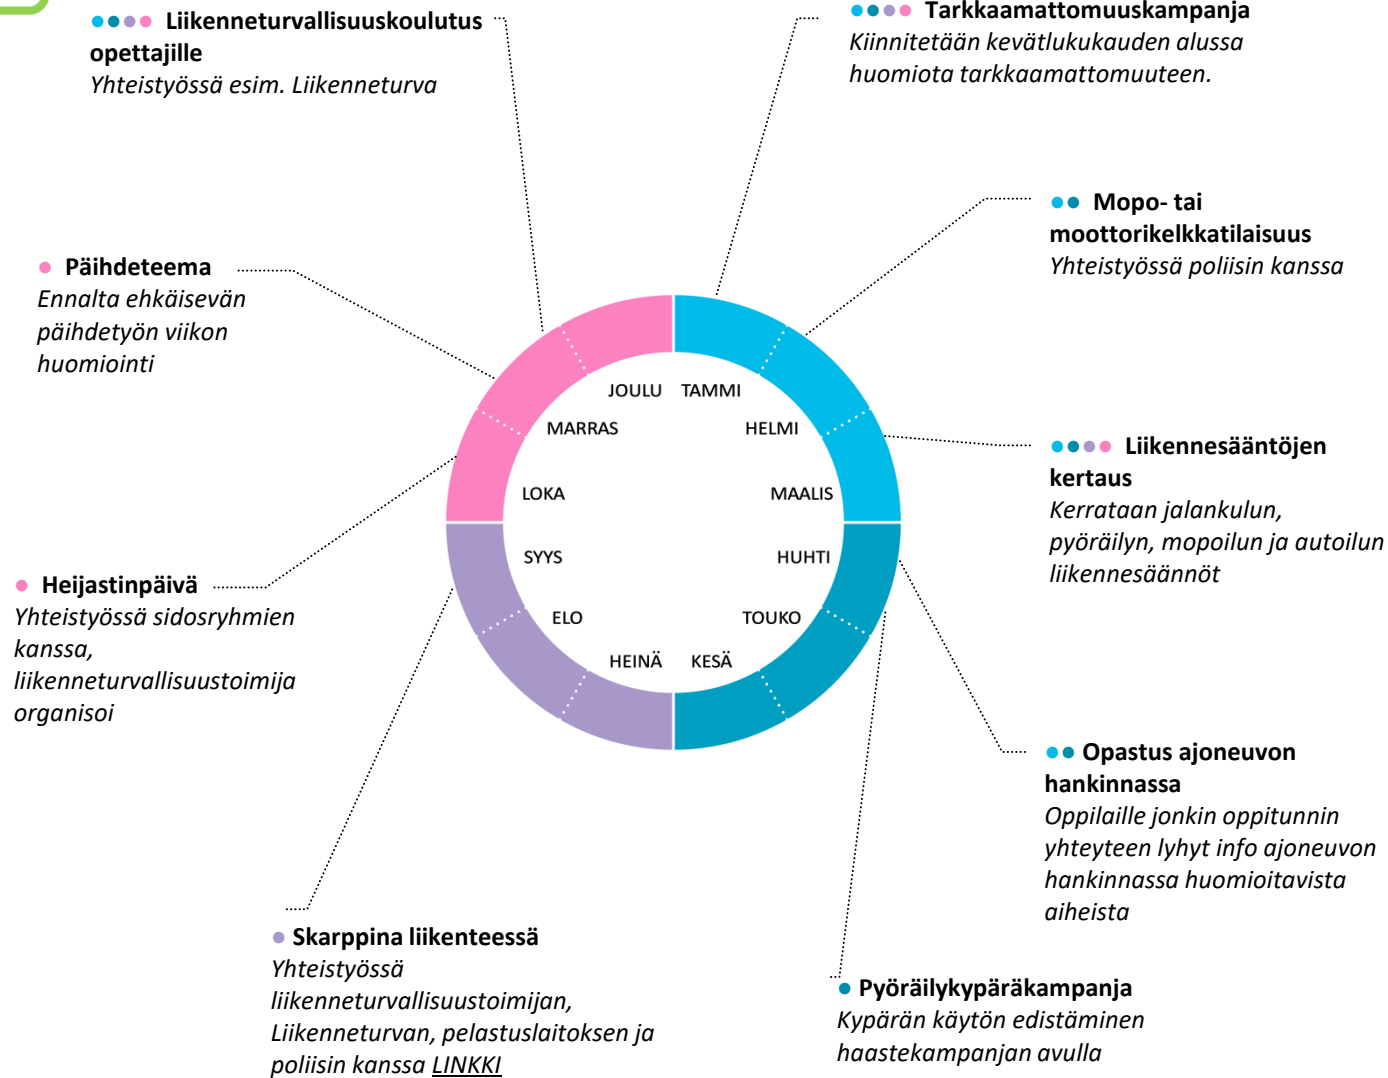 Liikenneturvallisuuskoulutus
opettajille
Yhteistyössä esim. Liikenneturva
Tarkkaamattomuuskampanja
Kiinnitetään kevätlukukauden alussa
huomiota tarkkaamattomuuteen.
Mopo- tai
moottorikelkkatilaisuus
Yhteistyössä poliisin kanssa
Päihdeteema
Ennalta ehkäisevän
päihdetyön viikon
huomiointi
JOULU
TAMMI
MARRAS
HELMI
LOKA
MAALIS
SYYS
HUHTI
ELO
TOUKO
HEINÄ
KESÄ
Liikennesääntöjen
kertaus
Kerrataan jalankulun,
pyöräilyn, mopoilun ja autoilun
liikennesäännöt
Heijastinpäivä
Yhteistyössä sidosryhmien
kanssa,
liikenneturvallisuustoimija
organisoi
Opastus ajoneuvon
hankinnassa
Oppilaille jonkin oppitunnin
yhteyteen lyhyt info ajoneuvon
hankinnassa huomioitavista
aiheista
Skarppina liikenteessä
Yhteistyössä
liikenneturvallisuustoimijan,
Liikenneturvan, pelastuslaitoksen ja
poliisin kanssa LINKKI
Pyöräilykypäräkampanja
Kypärän käytön edistäminen
haastekampanjan avulla